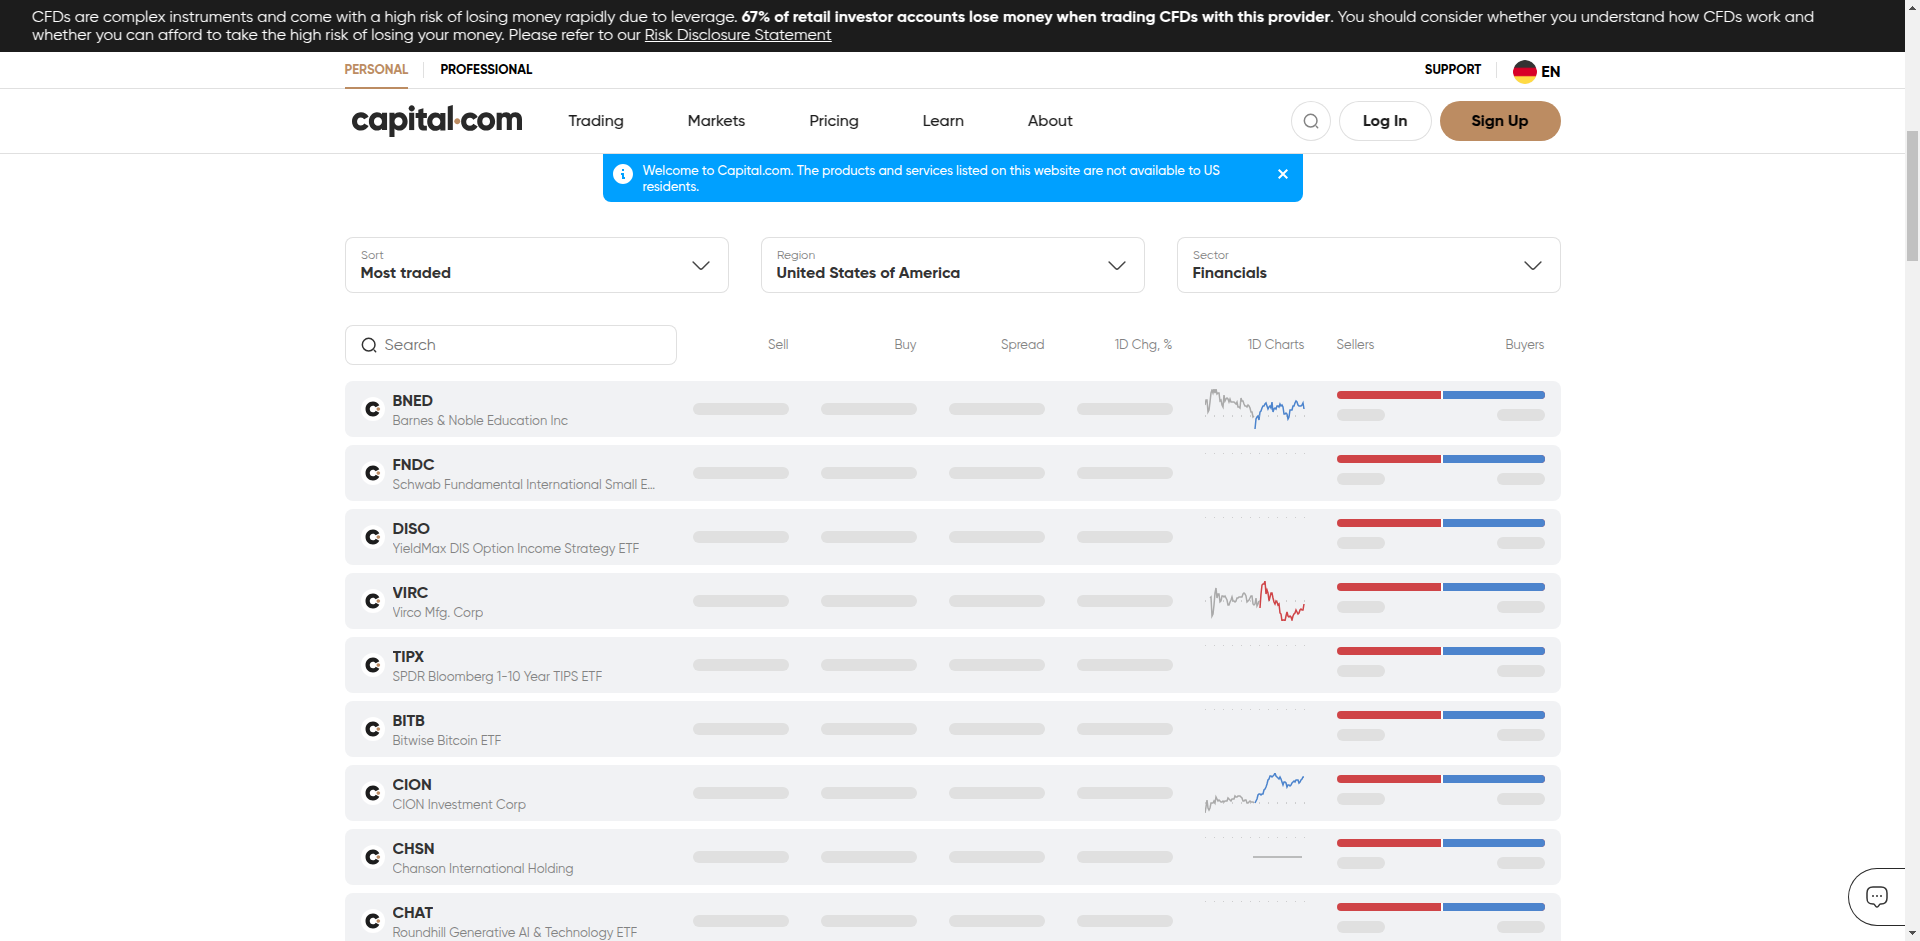 CFDs are complex instruments and come with a high risk of losing money rapidly due to leverage. 67% of retail investor accounts lose money when trading CFDs with this provider. You should consider whether you understand how CFDs work and
whether you can afford to take the high risk of losing your money. Please refer to our Risk Disclosure Statement
PERSONAL PROFESSIONAL SUPPORT EN
capital.com Trading Markets Pricing Learn About Log In Sign Up
Welcome to Capital.com. The products and services listed on this website are not available to US
residents.
Sort Region Sector
Most traded United States of America Financials
Search Sell Buy Spread 1D Chg, % 1D Charts Sellers Buyers
BNED
Barnes & Noble Education Inc
FNDC
Schwab Fundamental International Small E...
DISO
YieldMax DIS Option Income Strategy ETF
VIRC
Virco Mfg. Corp
TIPX
SPDR Bloomberg 1-10 Year TIPS ETF
BITB
Bitwise Bitcoin ETF
CION
CION Investment Corp
CHSN
Chanson International Holding
CHAT
Roundhill Generative AI & Technology ETF